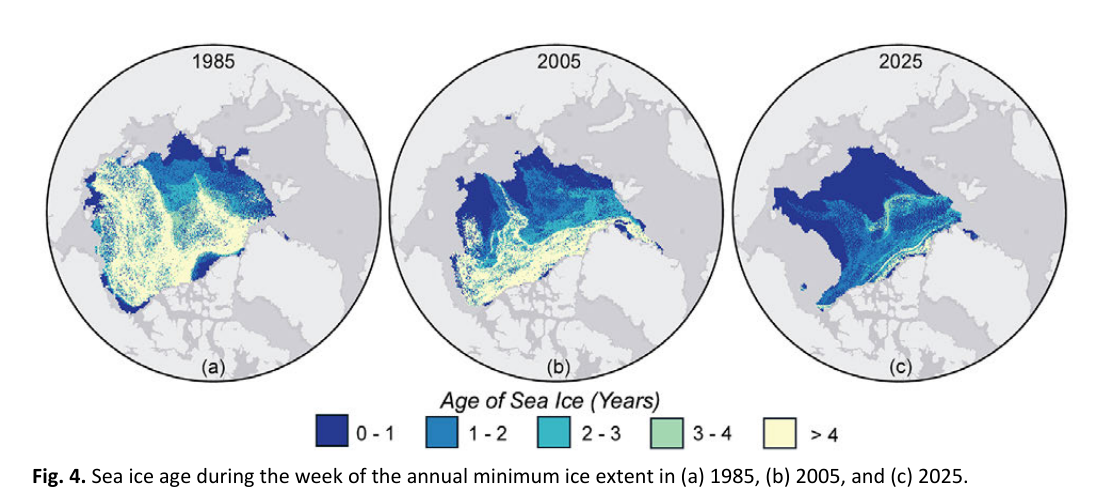 1985
2005
2025
(a)
(b)
(c)
Age of Sea Ice (Years)
0 - 1
1 - 2
2 - 3
3 - 4
> 4
Fig. 4. Sea ice age during the week of the annual minimum ice extent in (a) 1985, (b) 2005, and (c) 2025.